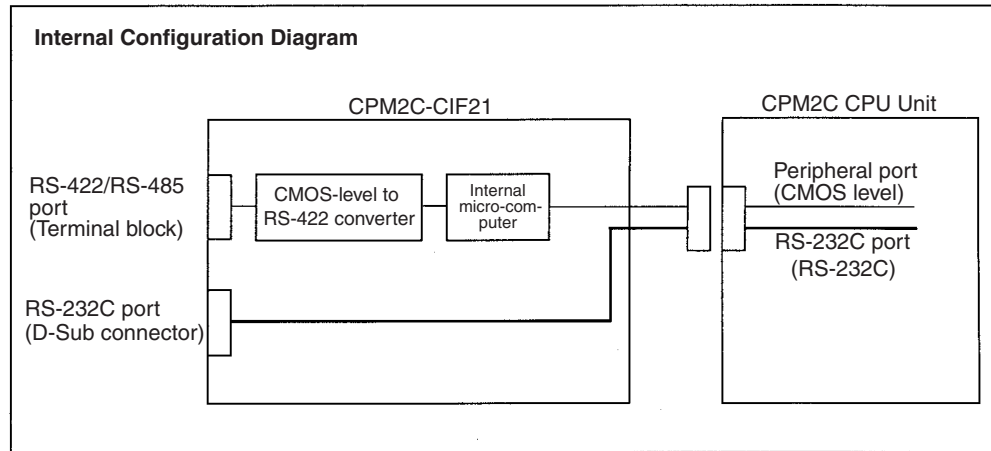 Internal Configuration Diagram
CPM2C-CIF21
CPM2C CPU Unit
RS-422/RS-485
port
(Terminal block)
CMOS-level to
RS-422 converter
Internal
micro-com-
puter
Peripheral port
(CMOS level)
RS-232C port
(RS-232C)
RS-232C port
(D-Sub connector)